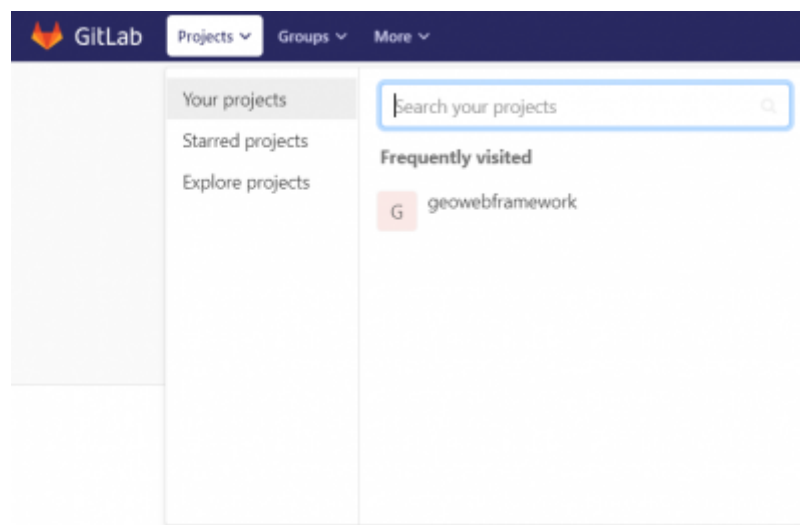 GitLab Projects Groups More
Your projects
Starred projects
Explore projects
Search your projects
Frequently visited
G
geowebframework